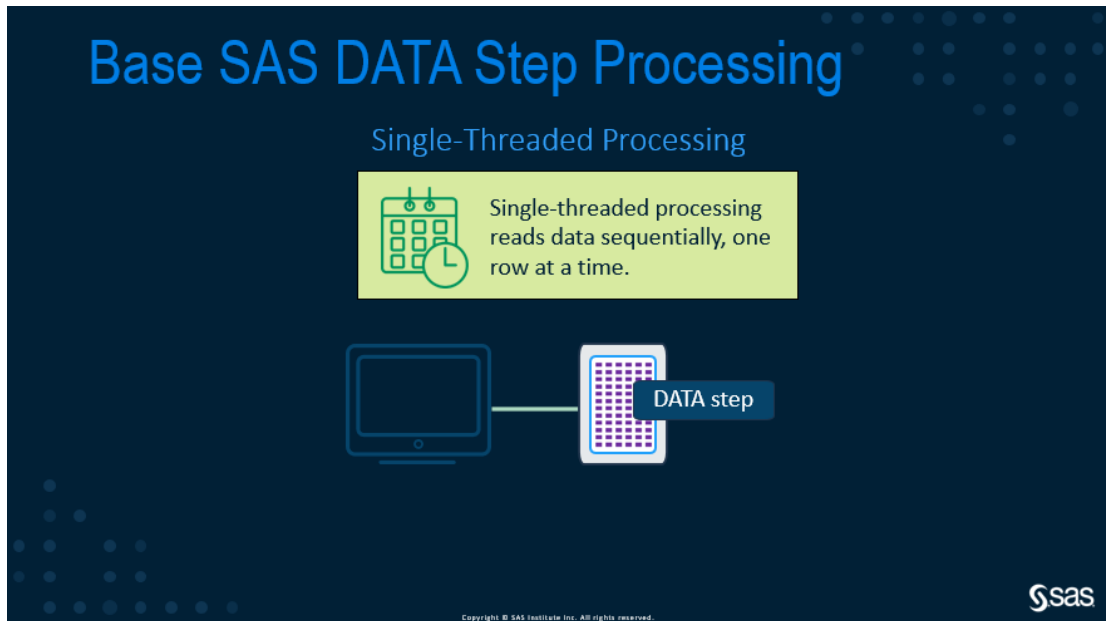 Base SAS DATA Step Processing
Single-Threaded Processing
Single-threaded processing
reads data sequentially, one
row at a time.
DATA step
sas
Copyright © SAS Institute Inc. All rights reserved.